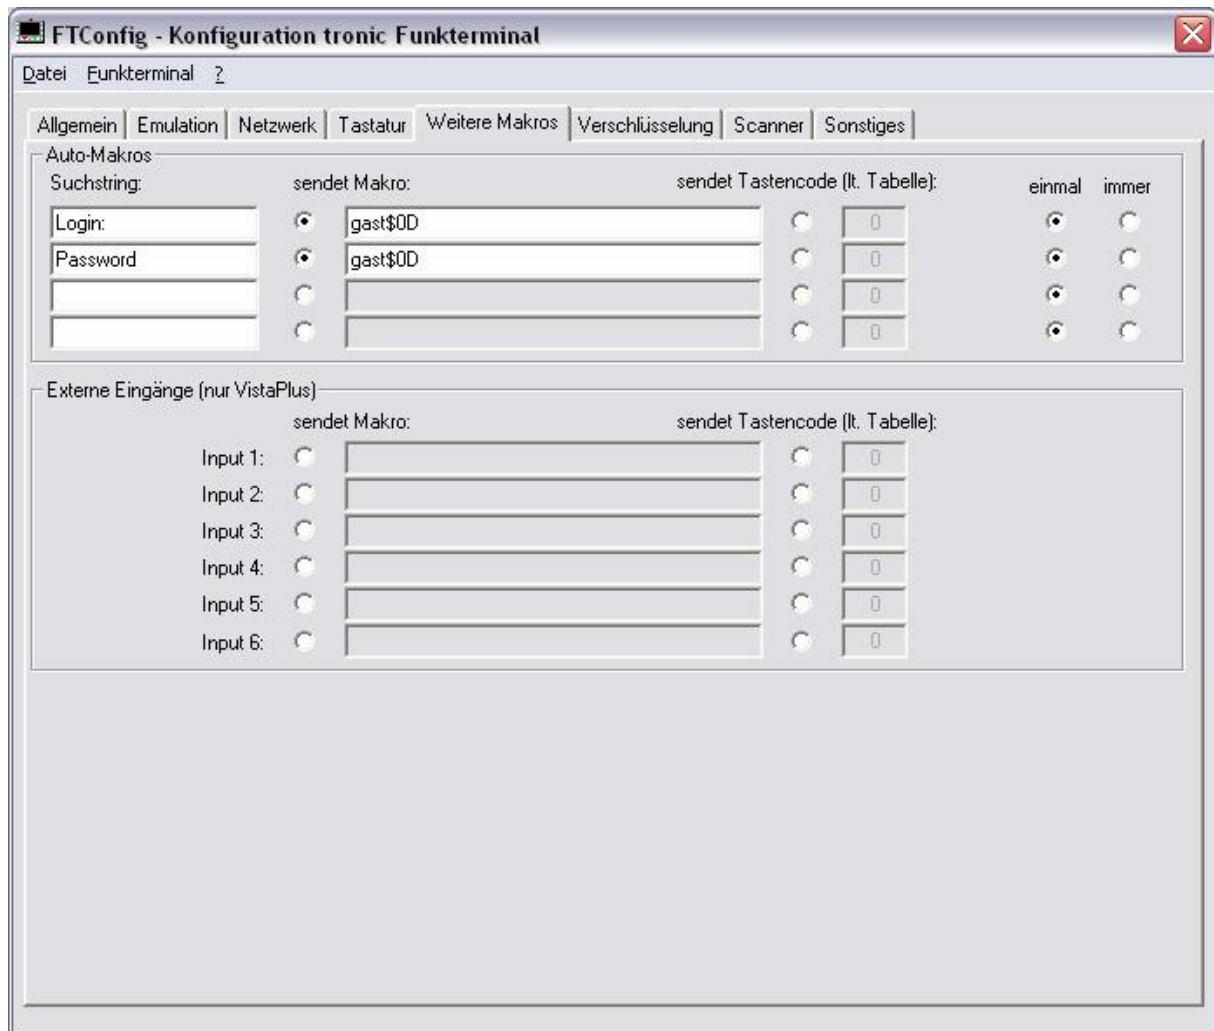 FTConfig - Konfiguration tronic Funkterminal
Datei Funkterminal ?
Allgemein Emulation Netzwerk Tastatur Weitere Makros Verschlüsselung Scanner Sonstiges
Auto-Makros
Suchstring: sendet Makro: sendet Tastencode (lt. Tabelle): einmal immer
Login: gast$0D 0
Password gast$0D 0
0
0
Externe Eingänge (nur VistaPlus)
sendet Makro: sendet Tastencode (lt. Tabelle):
Input 1: 0
Input 2: 0
Input 3: 0
Input 4: 0
Input 5: 0
Input 6: 0